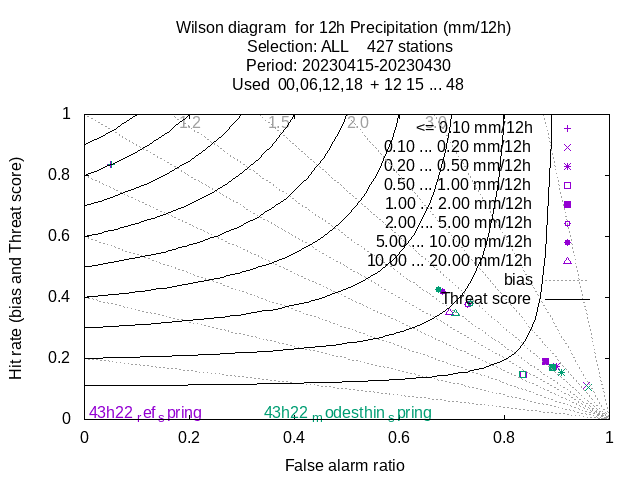 Wilson diagram  for 12h Precipitation (mm/12h)
Selection: ALL    427 stations
Period: 20230415-20230430
Used  00,06,12,18  + 12 15 ... 48
1
1.2
1.5
2.0
3.0
<= 0.10 mm/12h
0.10 ... 0.20 mm/12h
0.20 ... 0.50 mm/12h
0.50 ... 1.00 mm/12h
1.00 ... 2.00 mm/12h
2.00 ... 5.00 mm/12h
5.00 ... 10.00 mm/12h
10.00 ... 20.00 mm/12h
bias
Threat score
0.8
0.6
0.4
0.2
0
Hit rate (bias and Threat score)
43h22ref spring
43h22modesthin spring
0
0.2
0.4
0.6
0.8
1
False alarm ratio